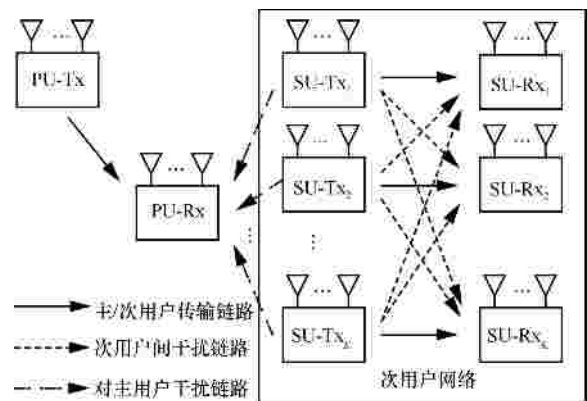 PU-Tx
SU-Tx₁
SU-Rx₁
SU-Tx₂
SU-Rx₂
PU-Rx
SU-Tx_K
SU-Rx_K
主/次用户传输链路
次用户间干扰链路
对主用户干扰链路
次用户网络